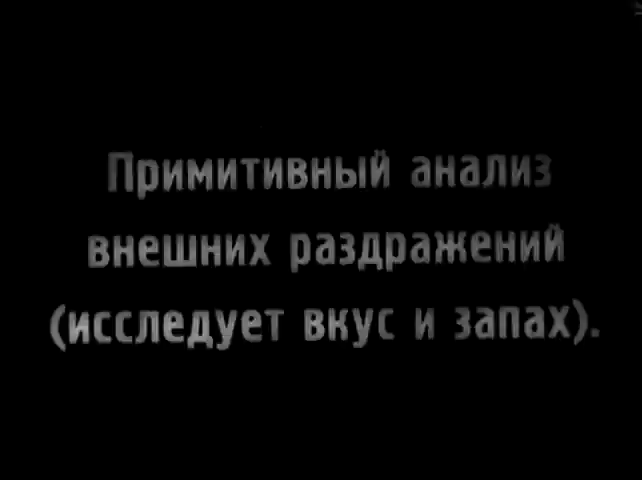 Примитивный анализ
внешних раздражений
(исследует вкус и запах).